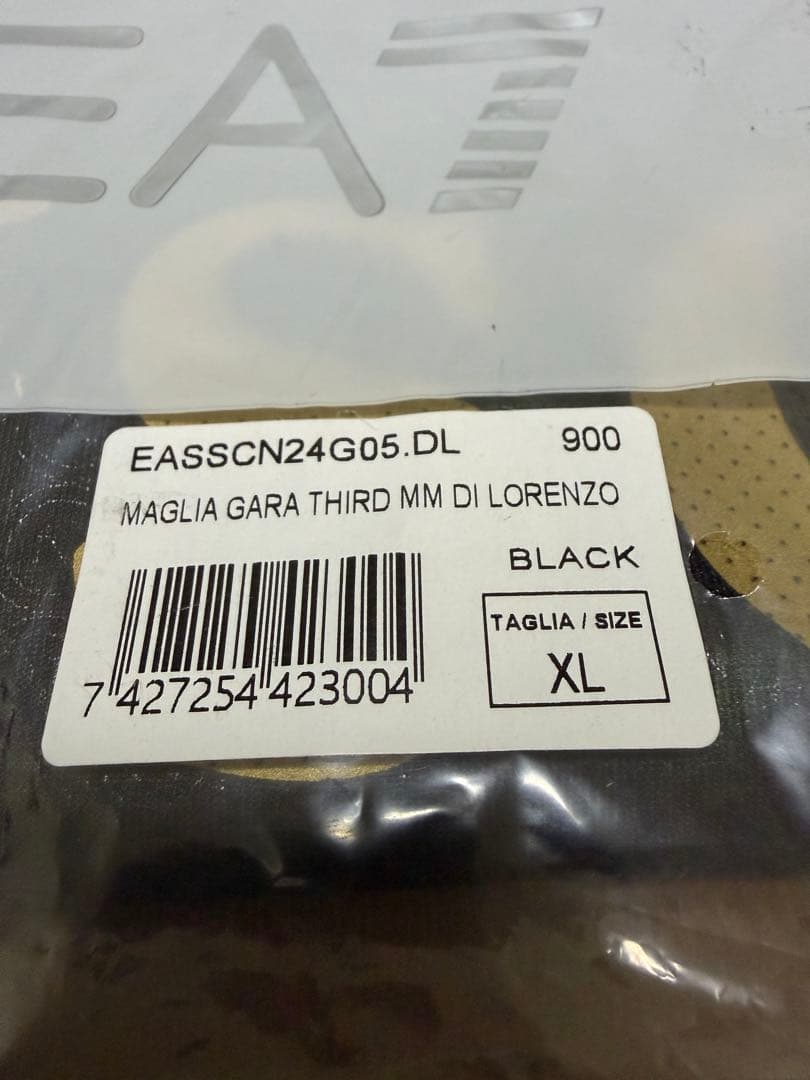 EA7
EASSCN24G05.DL 900
MAGLIA GARA THIRD MM DI LORENZO
BLACK
TAGLIA / SIZE
XL
7 427254 423004